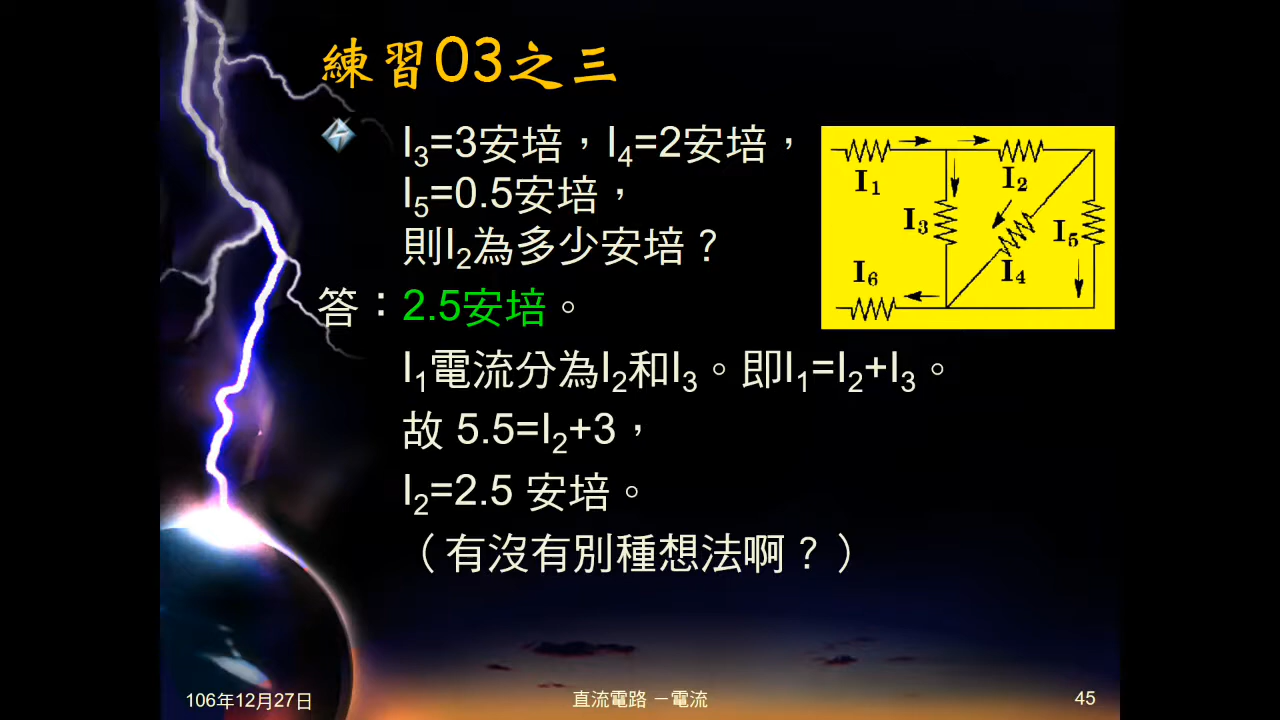 練習03之三
I3=3安培，I4=2安培，
I5=0.5安培，
則I2為多少安培？
答：2.5安培。
I1電流分為I2和I3。即I1=I2+I3。
故 5.5=I2+3，
I2=2.5 安培。
（有沒有別種想法啊？）
I1
I2
I3
I4
I5
I6
106年12月27日
直流電路 －電流
45